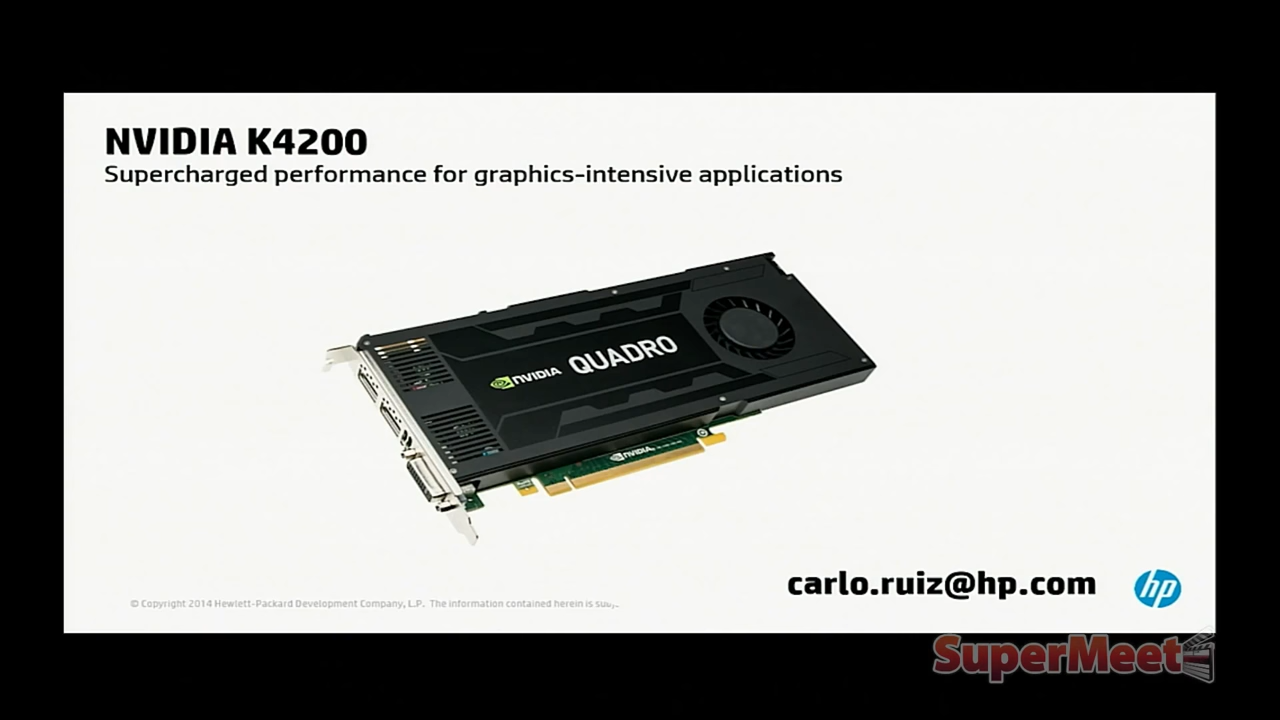 NVIDIA K4200
Supercharged performance for graphics-intensive applications
NVIDIA QUADRO
NVIDIA
carlo.ruiz@hp.com
hp
© Copyright 2014 Hewlett-Packard Development Company, L.P. The information contained herein is
SuperMeet